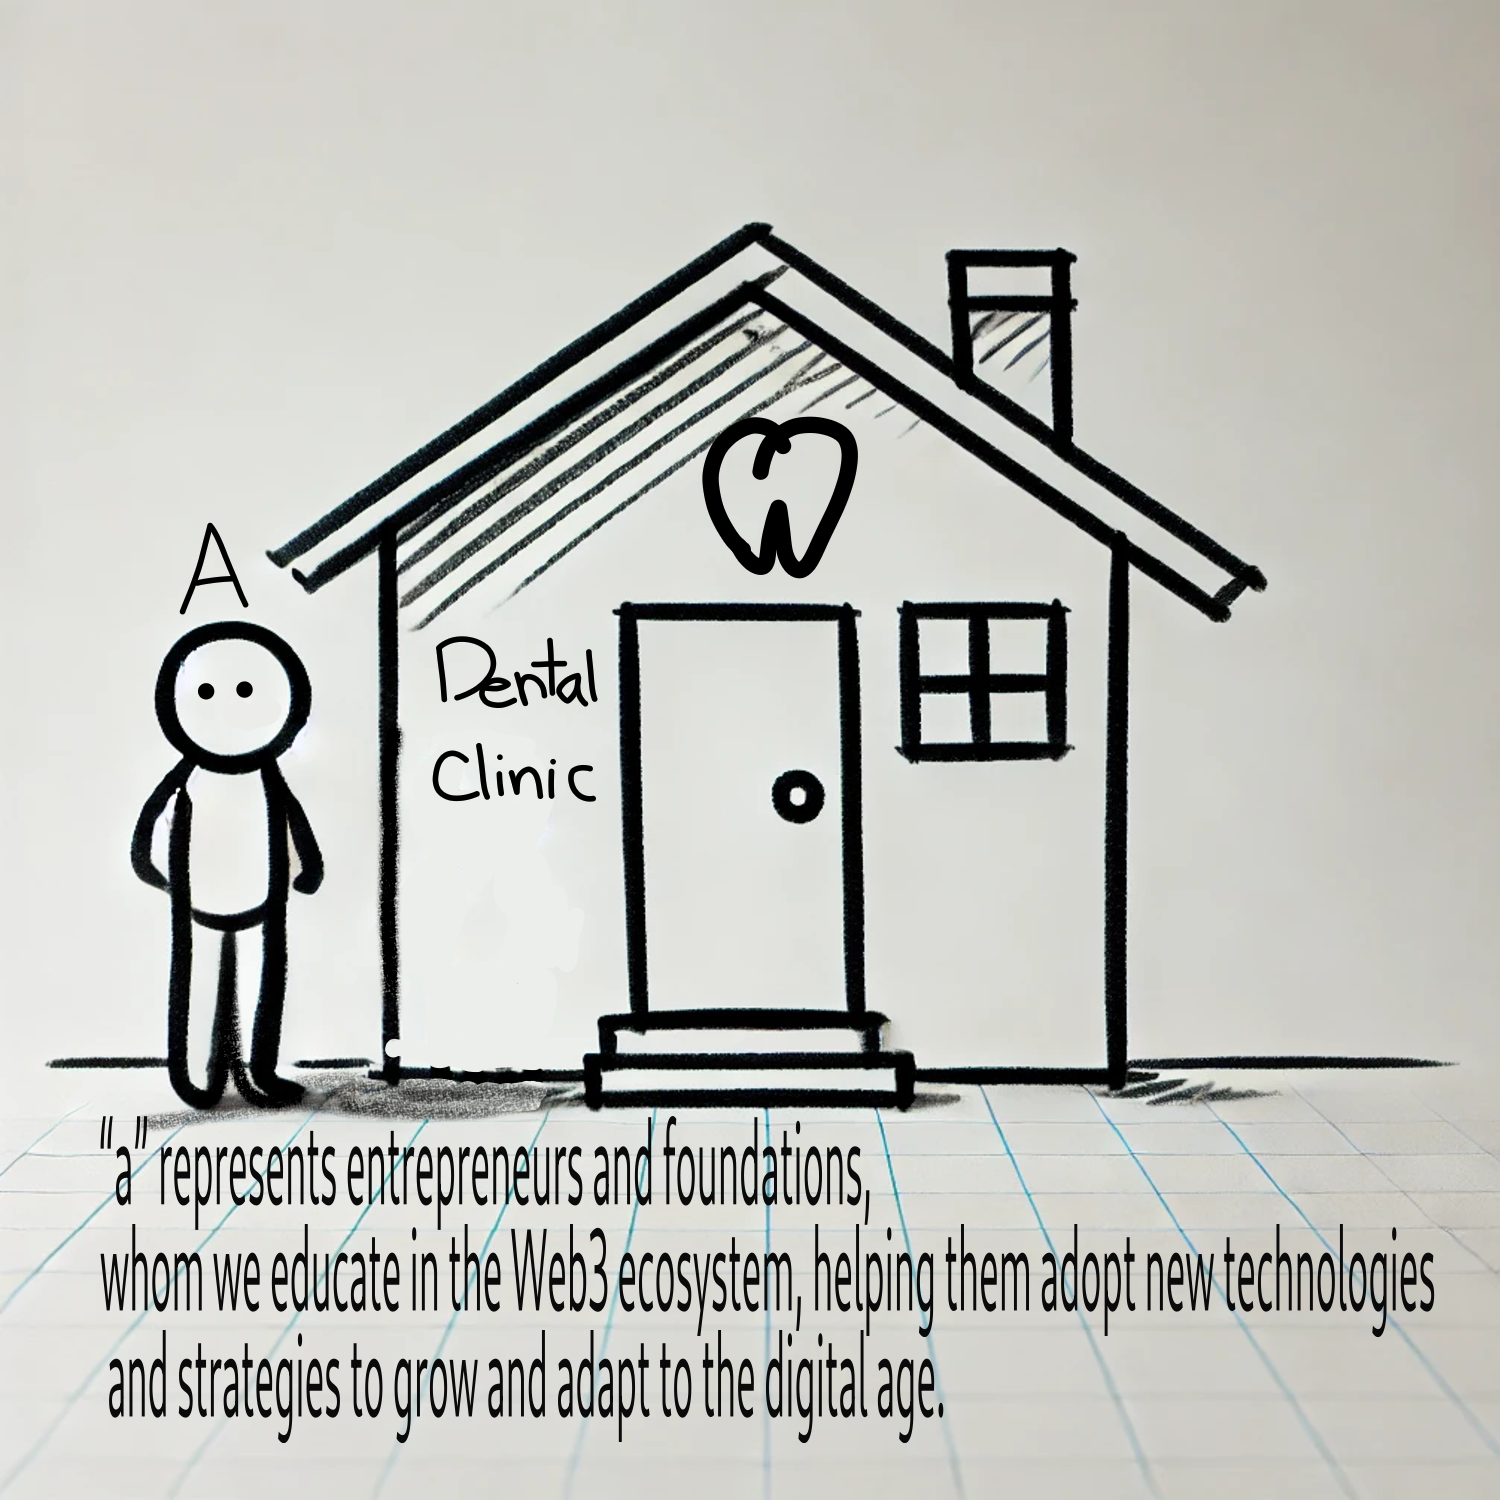 A
Dental
Clinic
"a" represents entrepreneurs and foundations,
whom we educate in the Web3 ecosystem, helping them adopt new technologies
and strategies to grow and adapt to the digital age.